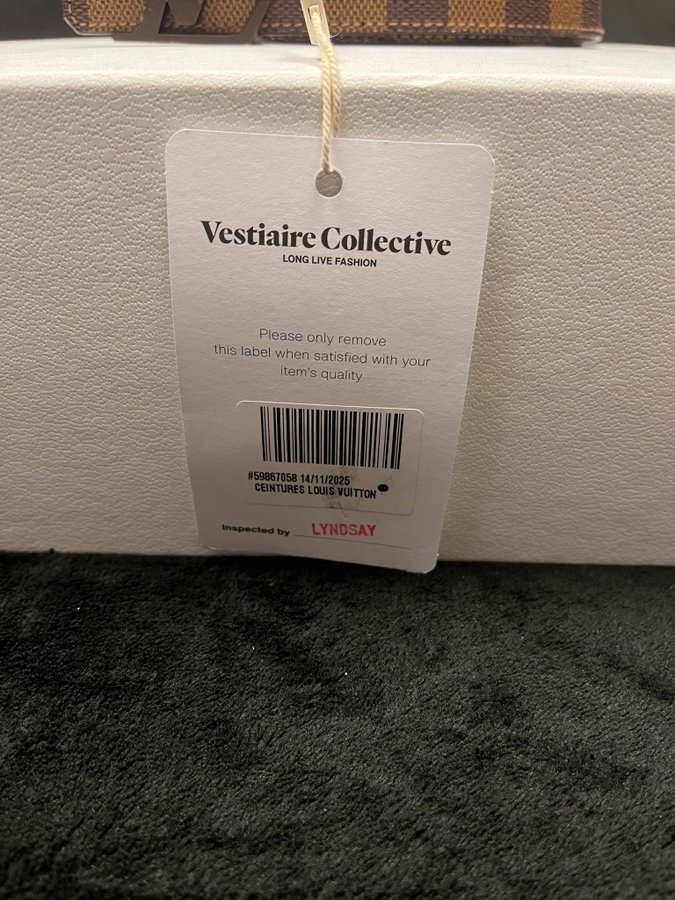 Vestiaire Collective
LONG LIVE FASHION
Please only remove
this label when satisfied with your
item's quality
#59867058 14/11/2025
CEINTURES LOUIS VUITTON
Inspected by LYNDSAY